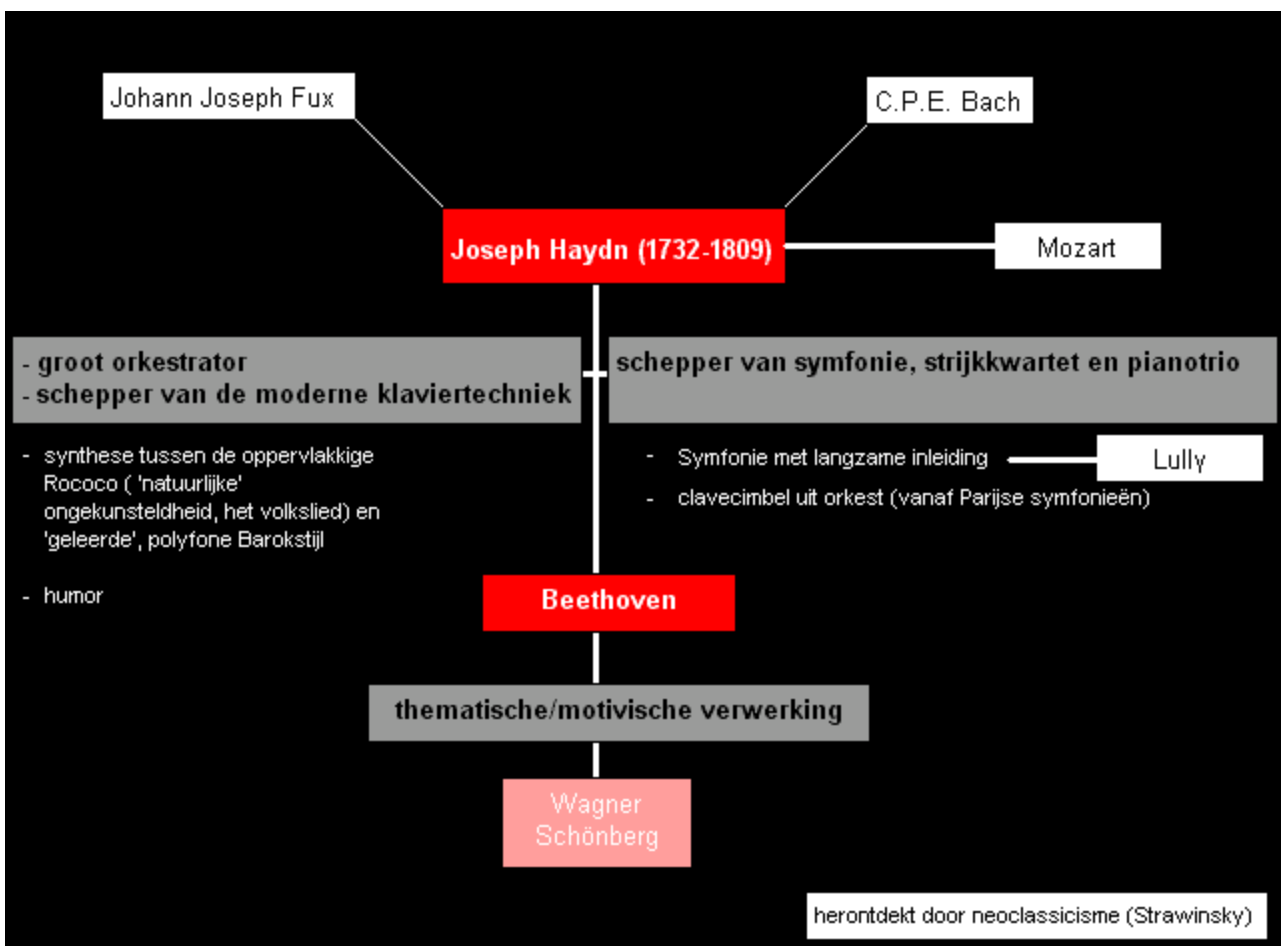 Johann Joseph Fux
C.P.E. Bach
Joseph Haydn (1732-1809)
Mozart
- groot orkestrator
- schepper van de moderne klaviertechniek
schepper van symfonie, strijkkwartet en pianotrio
- synthese tussen de oppervlakkige
Rococo ( 'natuurlijke'
ongekunsteldheid, het volkslied) en
'geleerde', polyfone Barokstijl
- humor
- Symfonie met langzame inleiding
Lully
- clavecimbel uit orkest (vanaf Parijse symfonieën)
Beethoven
thematische/motivische verwerking
Wagner
Schönberg
herontdekt door neoclassicisme (Strawinsky)